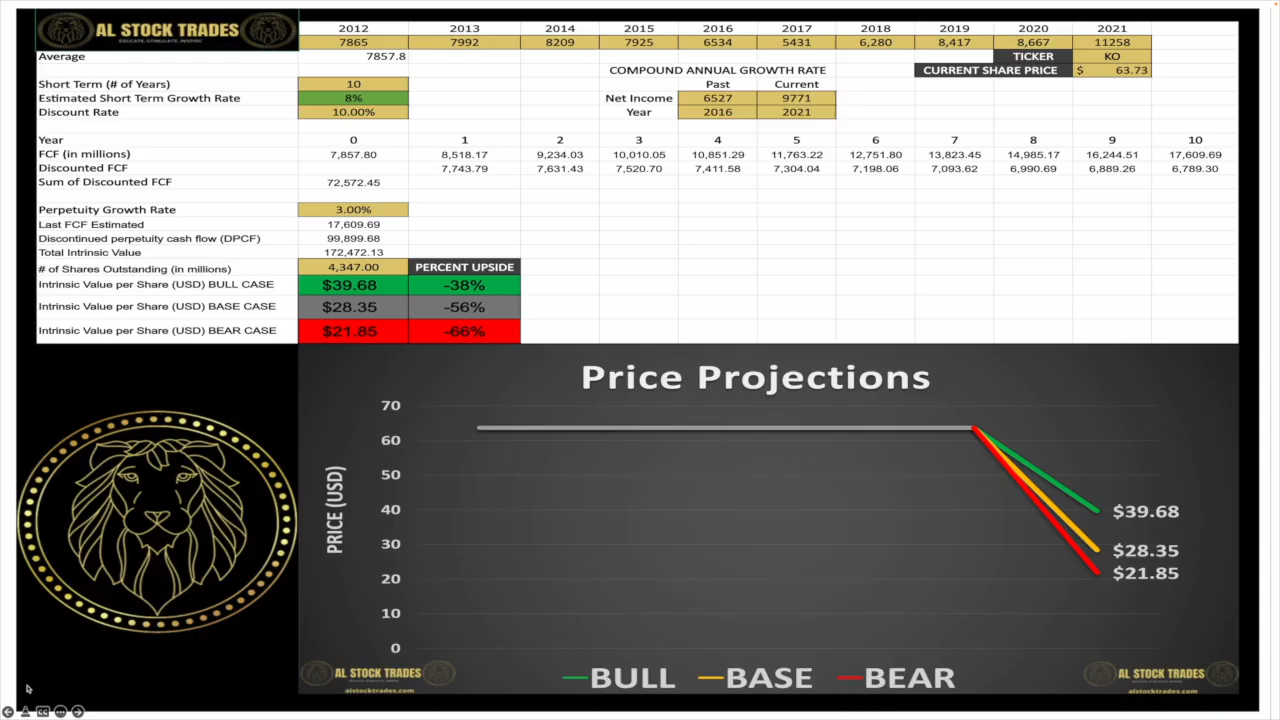 AL STOCK TRADES
EDUCATE, STIMULATE, INSPIRE
2012 2013 2014 2015 2016 2017 2018 2019 2020 2021
7865 7992 8209 7925 6534 5431 6,280 8,417 8,667 11258
Average 7857.8 TICKER KO
COMPOUND ANNUAL GROWTH RATE CURRENT SHARE PRICE $ 63.73
Short Term (# of Years) 10 Past Current
Estimated Short Term Growth Rate 8% Net Income 6527 9771
Discount Rate 10.00% Year 2016 2021
Year 0 1 2 3 4 5 6 7 8 9 10
FCF (in millions) 7,857.80 8,518.17 9,234.03 10,010.05 10,851.29 11,763.22 12,751.80 13,823.45 14,985.17 16,244.51 17,609.69
Discounted FCF 7,743.79 7,631.43 7,520.70 7,411.58 7,304.04 7,198.06 7,093.62 6,990.69 6,889.26 6,789.30
Sum of Discounted FCF 72,572.45
Perpetuity Growth Rate 3.00%
Last FCF Estimated 17,609.69
Discontinued perpetuity cash flow (DPCF) 99,899.68
Total Intrinsic Value 172,472.13
# of Shares Outstanding (in millions) 4,347.00 PERCENT UPSIDE
Intrinsic Value per Share (USD) BULL CASE $39.68 -38%
Intrinsic Value per Share (USD) BASE CASE $28.35 -56%
Intrinsic Value per Share (USD) BEAR CASE $21.85 -66%
Price Projections
PRICE (USD)
70
60
50
40
30
20
10
0
$39.68
$28.35
$21.85
BULL BASE BEAR
AL STOCK TRADES
alstocktrades.com
AL STOCK TRADES
alstocktrades.com
CC